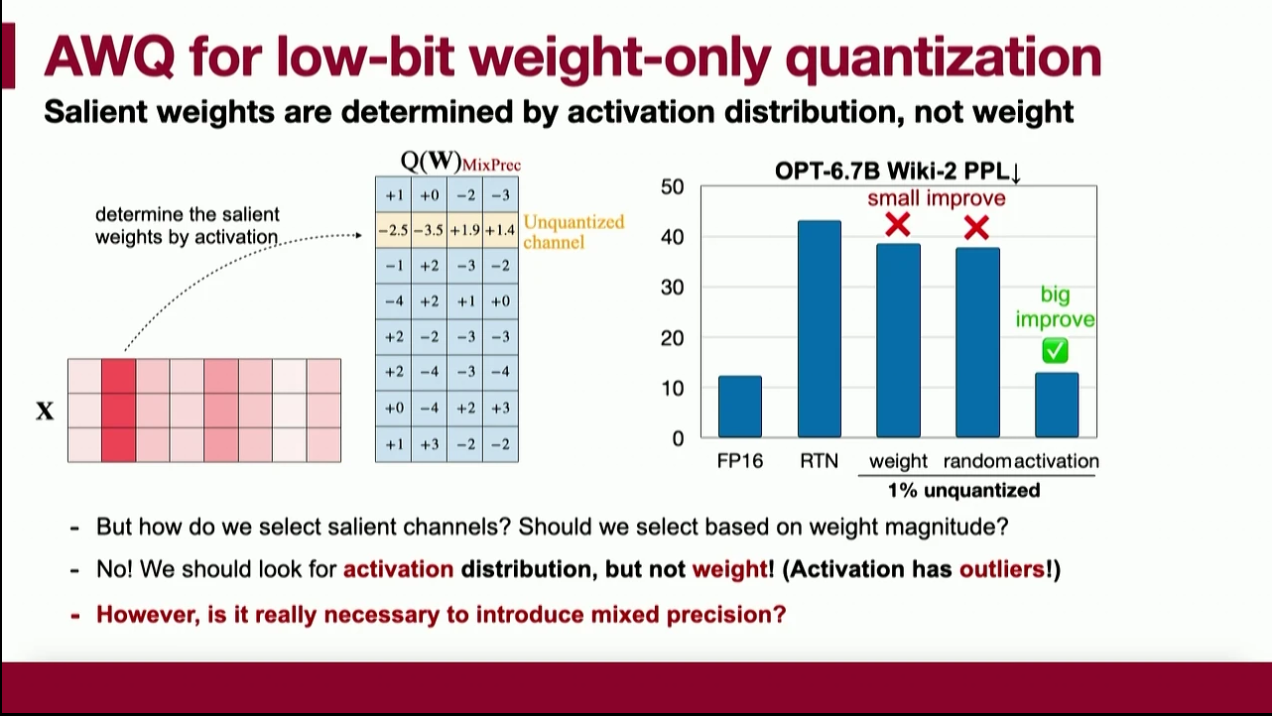 AWQ for low-bit weight-only quantization
Salient weights are determined by activation distribution, not weight
determine the salient
weights by activation
X
Q(W)MixPrec
+1 +0 −2 −3
−2.5 −3.5 +1.9 +1.4
−1 +2 −3 −2
−4 +2 +1 +0
+2 −2 −3 −3
+2 −4 −3 −4
+0 −4 +2 +3
+1 +3 −2 −2
Unquantized
channel
OPT-6.7B Wiki-2 PPL↓
50
40
30
20
10
0
small improve
big
improve
FP16 RTN weight random activation
1% unquantized
- But how do we select salient channels? Should we select based on weight magnitude?
- No! We should look for activation distribution, but not weight! (Activation has outliers!)
- However, is it really necessary to introduce mixed precision?